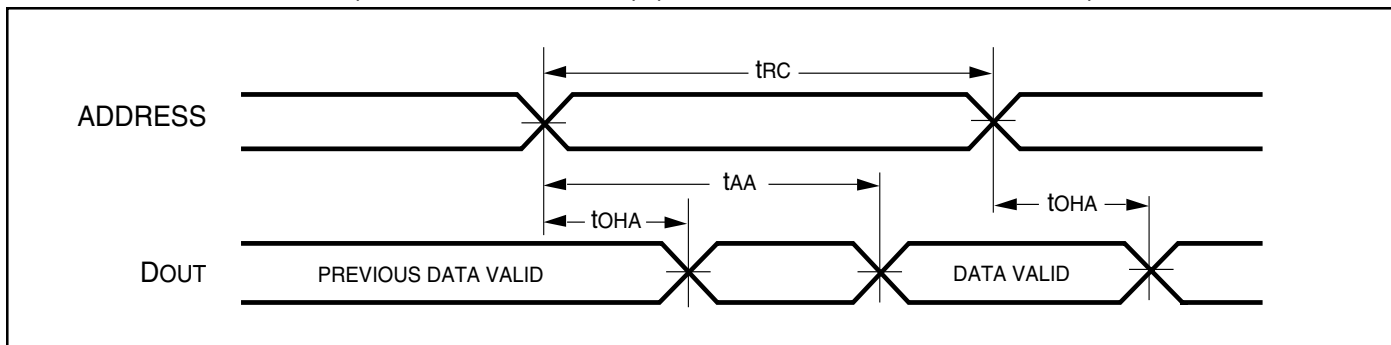 tRC
ADDRESS
tAA
tOHA
tOHA
DOUT
PREVIOUS DATA VALID
DATA VALID